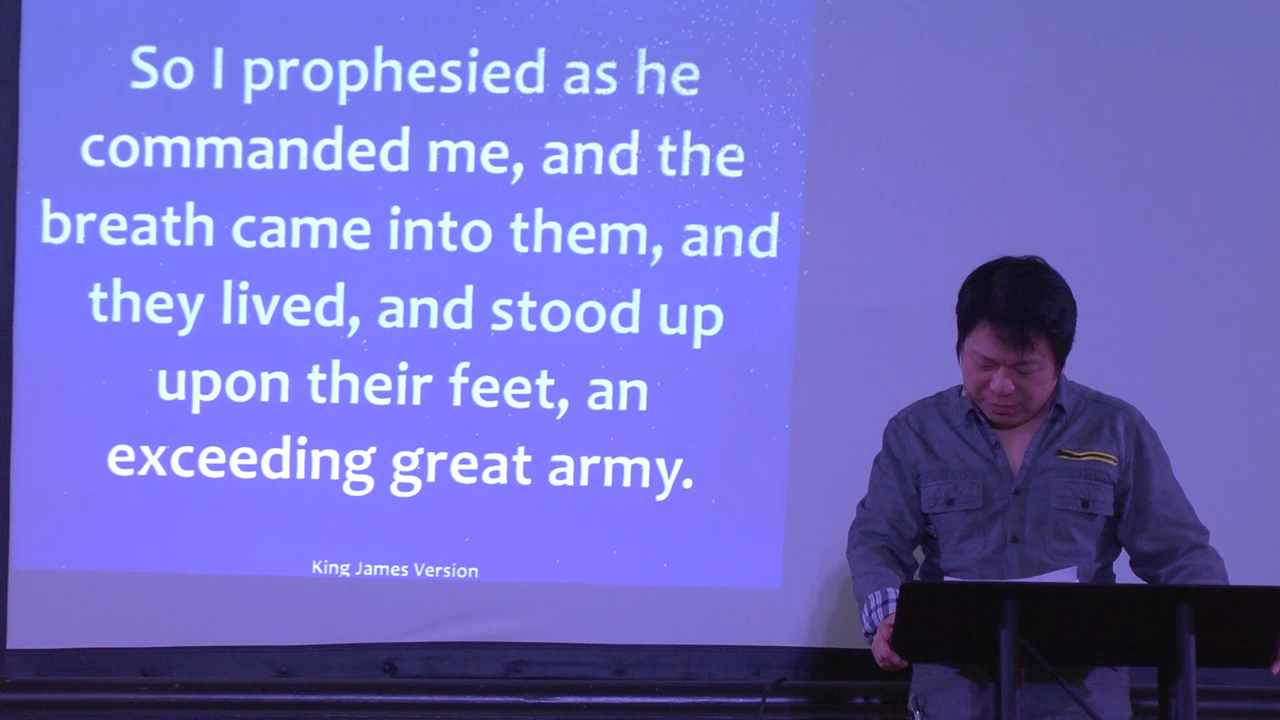 So I prophesied as he
commanded me, and the
breath came into them, and
they lived, and stood up
upon their feet, an
exceeding great army.
King James Version